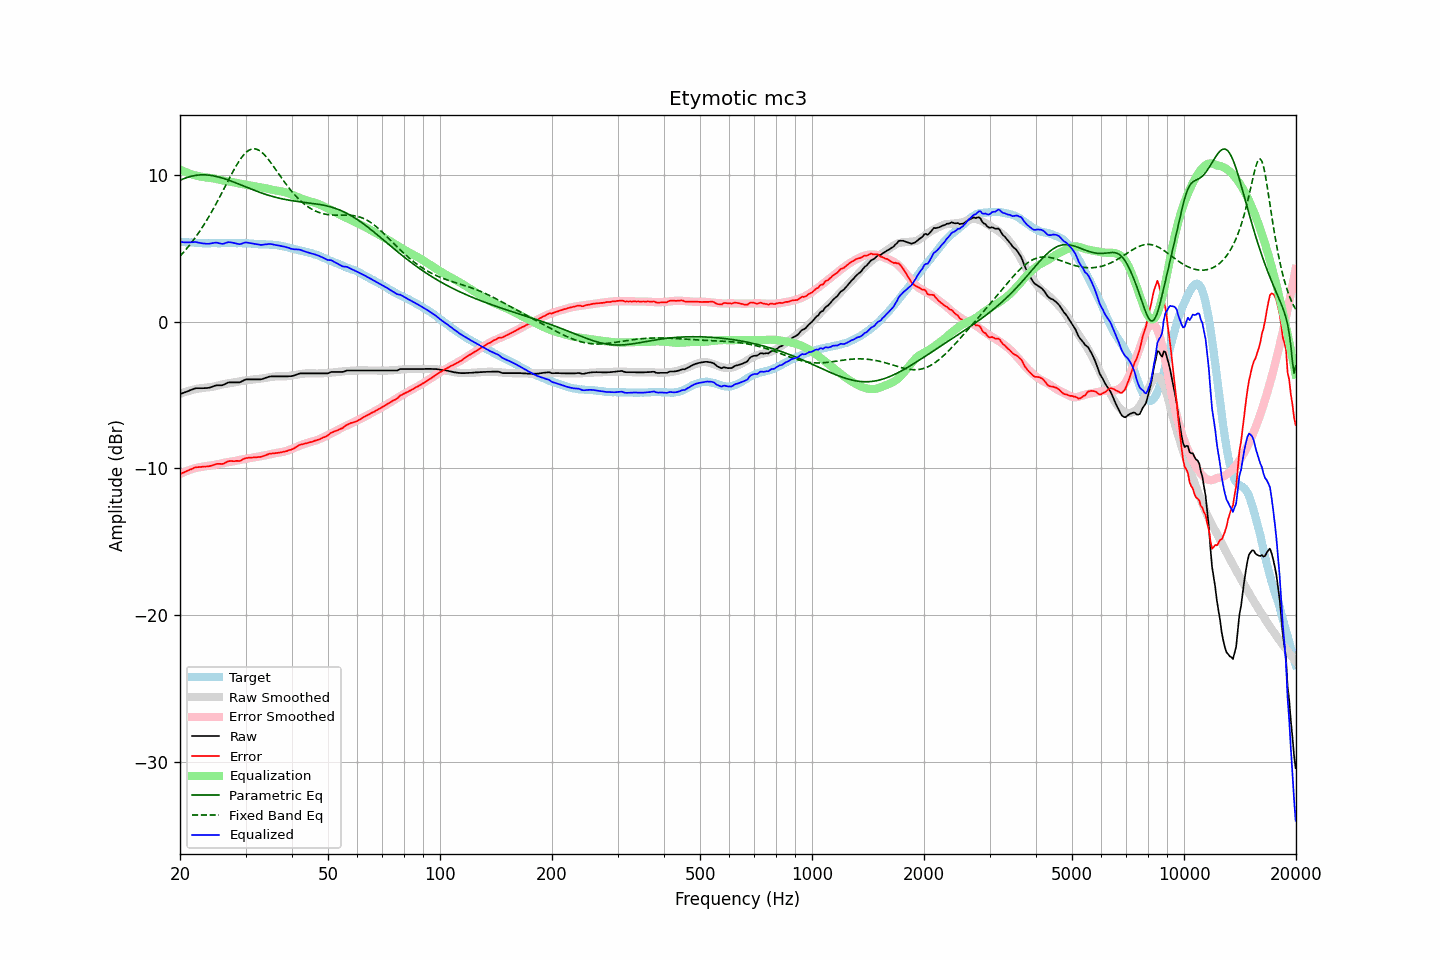 Etymotic mc3
Amplitude (dBr)
10
0
−10
−20
−30
Target
Raw Smoothed
Error Smoothed
Raw
Error
Equalization
Parametric Eq
Fixed Band Eq
Equalized
20 50 100 200 500 1000 2000 5000 10000 20000
Frequency (Hz)